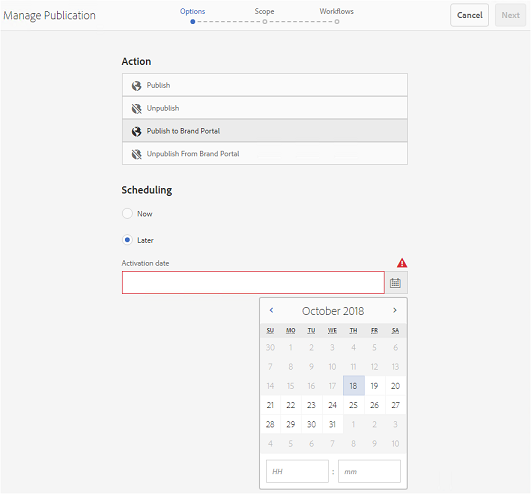 Manage Publication
Options Scope Workflows
Cancel Next
Action
Publish
Unpublish
Publish to Brand Portal
Unpublish From Brand Portal
Scheduling
Now
Later
Activation date
October 2018
SU MO TU WE TH FR SA
30 1 2 3 4 5 6
7 8 9 10 11 12 13
14 15 16 17 18 19 20
21 22 23 24 25 26 27
28 29 30 31 1 2 3
4 5 6 7 8 9 10
HH : mm